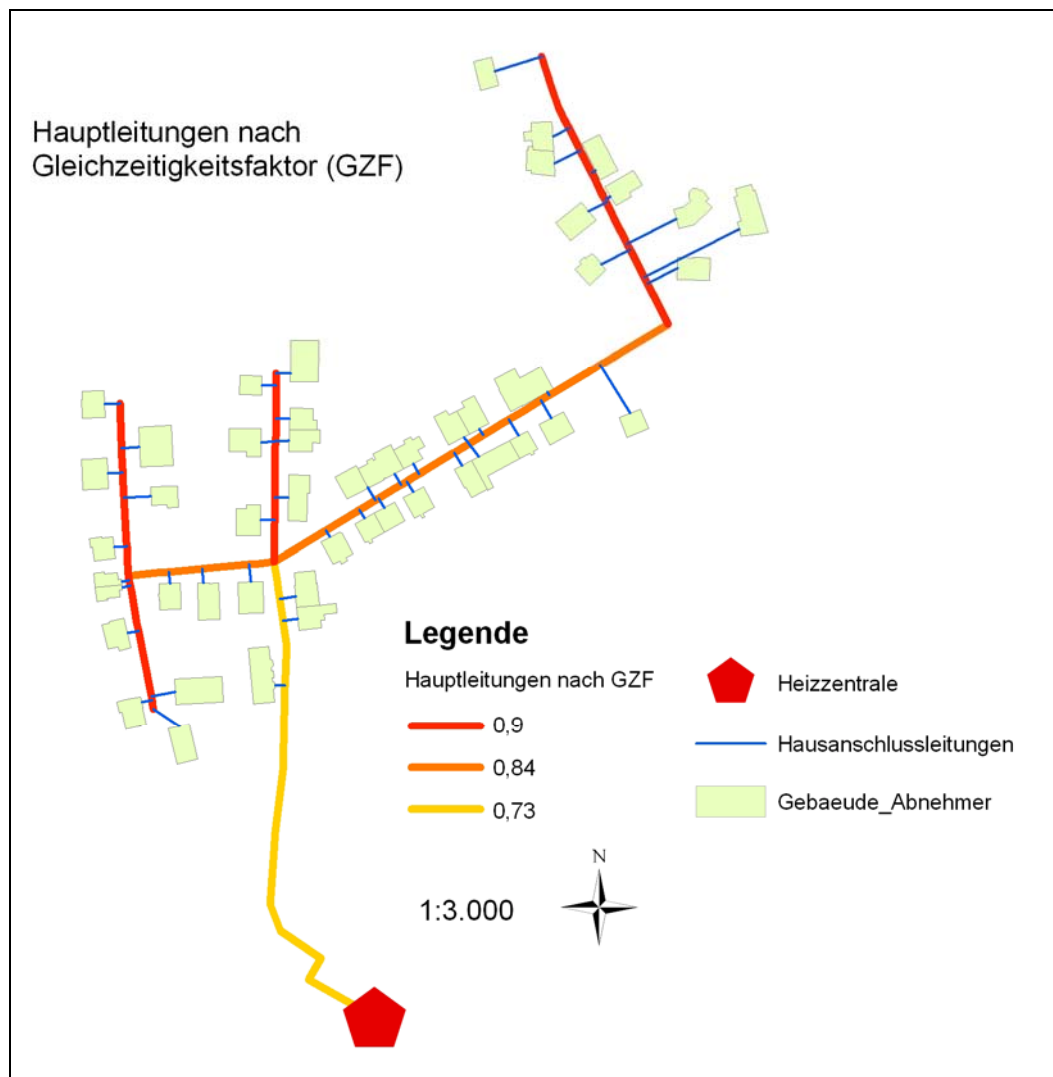 Hauptleitungen nach
Gleichzeitigkeitsfaktor (GZF)
Legende
Hauptleitungen nach GZF
0,9
0,84
0,73
Heizzentrale
Hausanschlussleitungen
Gebaeude_Abnehmer
1:3.000
N